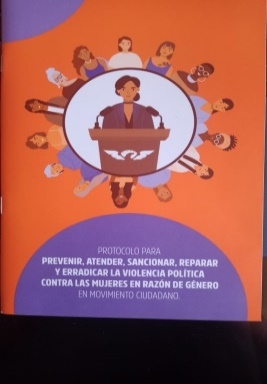 PROTOCOLO PARA
PREVENIR, ATENDER, SANCIONAR, REPARAR
Y ERRADICAR LA VIOLENCIA POLÍTICA
CONTRA LAS MUJERES EN RAZÓN DE GÉNERO
EN MOVIMIENTO CIUDADANO.